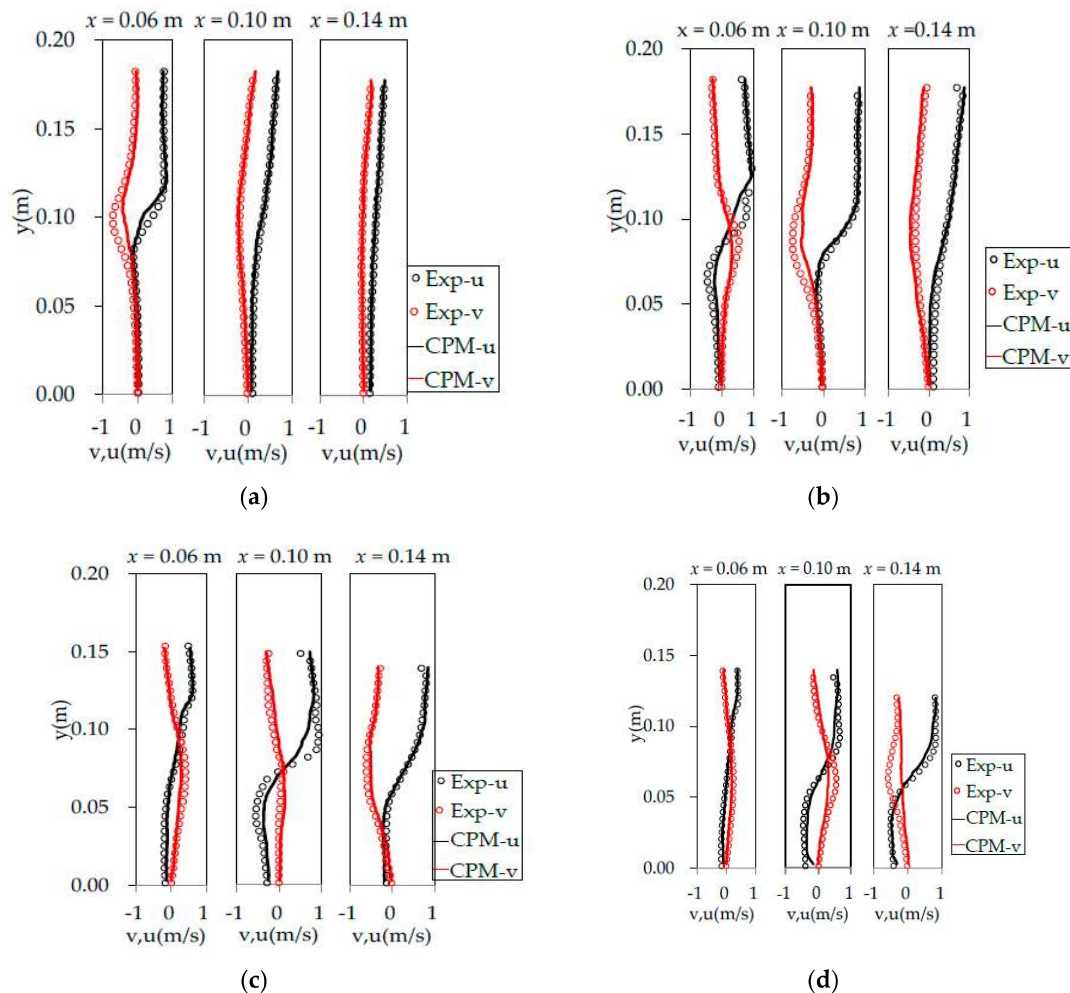 x = 0.06 m x = 0.10 m x = 0.14 m
0.20
0.15
0.10
0.05
0.00
y(m)
-1 0 1 -1 0 1 -1 0 1
v,u(m/s) v,u(m/s) v,u(m/s)
Exp-u
Exp-v
CPM-u
CPM-v
(a)
x = 0.06 m x = 0.10 m x =0.14 m
0.20
0.15
0.10
0.05
0.00
y(m)
-1 0 1 -1 0 1 -1 0 1
v,u(m/s) v,u(m/s) v,u(m/s)
Exp-u
Exp-v
CPM-u
CPM-v
(b)
x = 0.06 m x = 0.10 m x = 0.14 m
0.20
0.15
0.10
0.05
0.00
y(m)
-1 0 1 -1 0 1 -1 0 1
v,u(m/s) v,u(m/s) v,u(m/s)
Exp-u
Exp-v
CPM-u
CPM-v
(c)
x = 0.06 m x = 0.10 m x = 0.14 m
0.20
0.15
0.10
0.05
0.00
y(m)
-1 0 1 -1 0 1 -1 0 1
v,u(m/s) v,u(m/s) v,u(m/s)
Exp-u
Exp-v
CPM-u
CPM-v
(d)